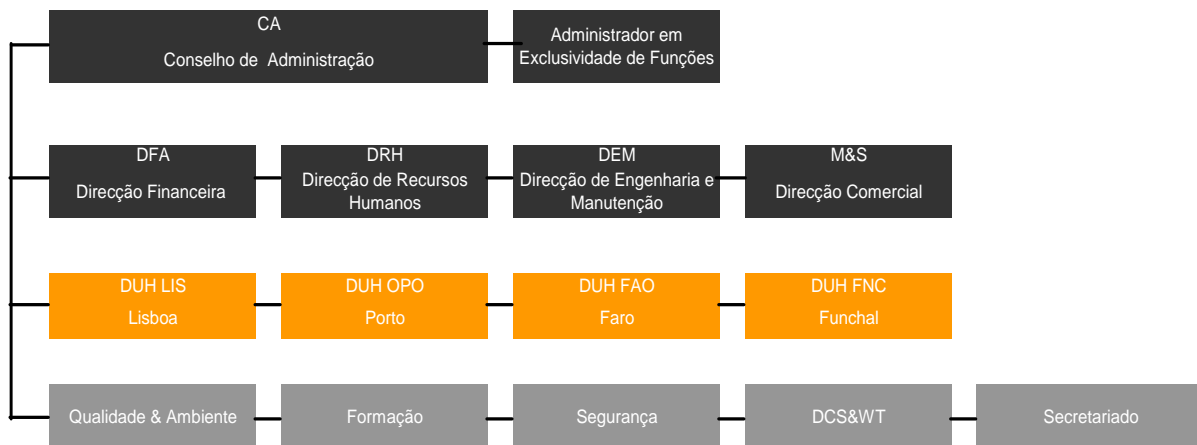 CA
Conselho de Administração
Administrador em
Exclusividade de Funções
DFA
Direcção Financeira
DRH
Direcção de Recursos
Humanos
DEM
Direcção de Engenharia e
Manutenção
M&S
Direcção Comercial
DUH LIS
Lisboa
DUH OPO
Porto
DUH FAO
Faro
DUH FNC
Funchal
Qualidade & Ambiente
Formação
Segurança
DCS&WT
Secretariado